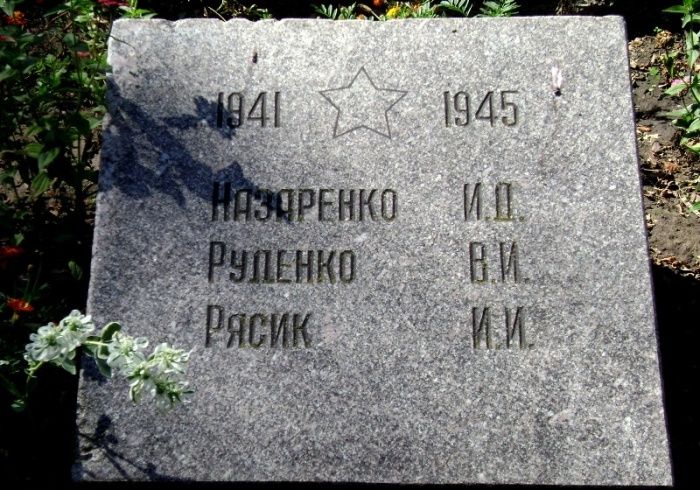 1941 1945
Назаренко И.Д.
Руденко В.И.
Рясик И.И.